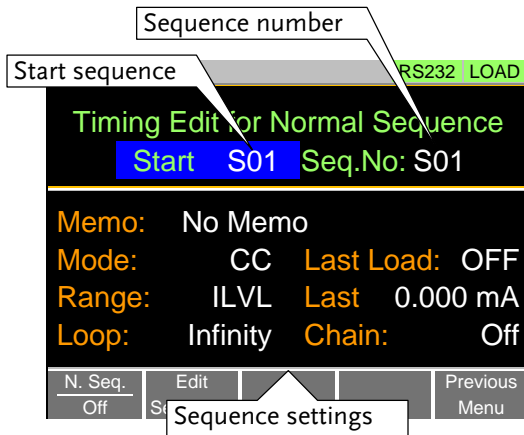 Sequence number
Start sequence
RS232 LOAD
Timing Edit for Normal Sequence
Start S01 Seq.No: S01
Memo: No Memo
Mode: CC Last Load: OFF
Range: ILVL Last 0.000 mA
Loop: Infinity Chain: Off
N. Seq. Edit Previous
Off Menu
Sequence settings